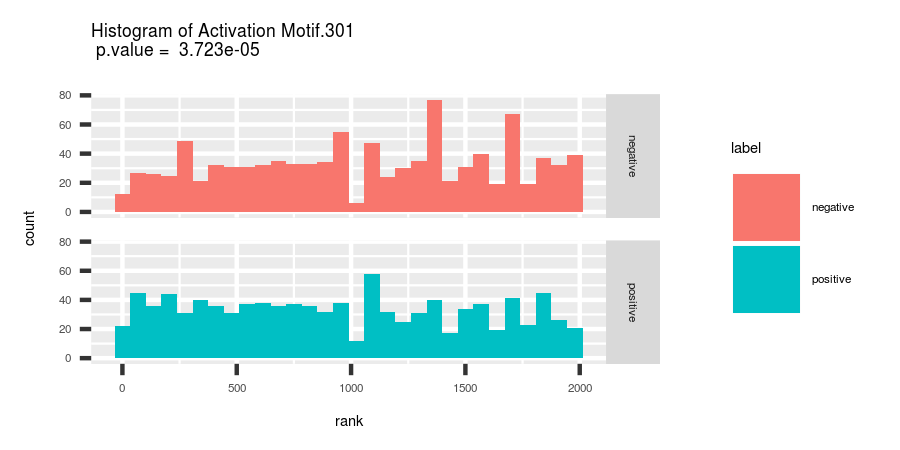 Histogram of Activation Motif.301
p.value = 3.723e-05
count
80
60
40
20
0
negative
80
60
40
20
0
positive
0 500 1000 1500 2000
rank
label
negative
positive